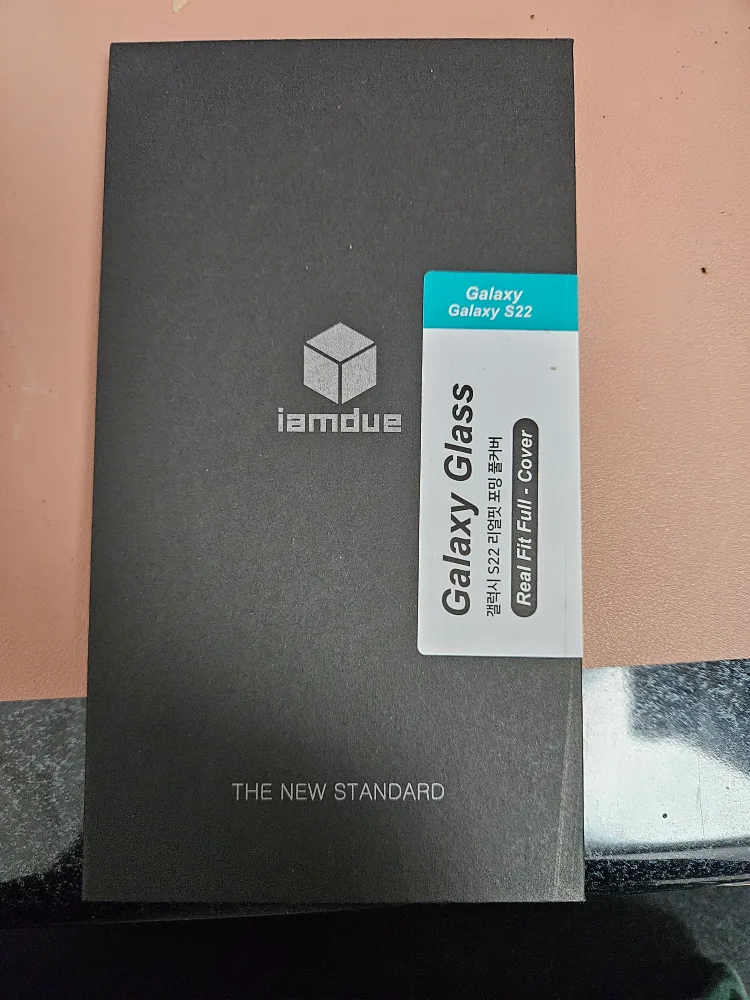 iamdue
Galaxy
Galaxy S22
Galaxy Glass
갤럭시 S22 리얼핏 포밍 풀커버
Real Fit Full - Cover
THE NEW STANDARD